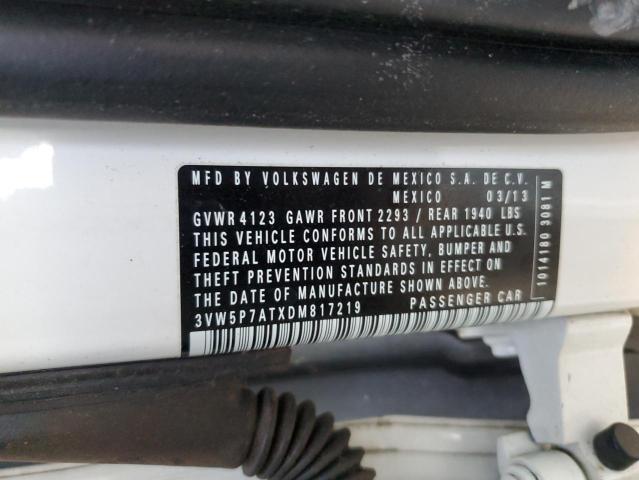 MFD BY VOLKSWAGEN DE MEXICO S.A. DE C.V.
MEXICO 03/13
GVWR 4123 GAWR FRONT 2293 / REAR 1940 LBS
THIS VEHICLE CONFORMS TO ALL APPLICABLE U.S.
FEDERAL MOTOR VEHICLE SAFETY, BUMPER AND
THEFT PREVENTION STANDARDS IN EFFECT ON
THE DATE OF MANUFACTURE SHOWN ABOVE.
3VW5P7ATXDM817219 PASSENGER CAR
1014180 3081 M